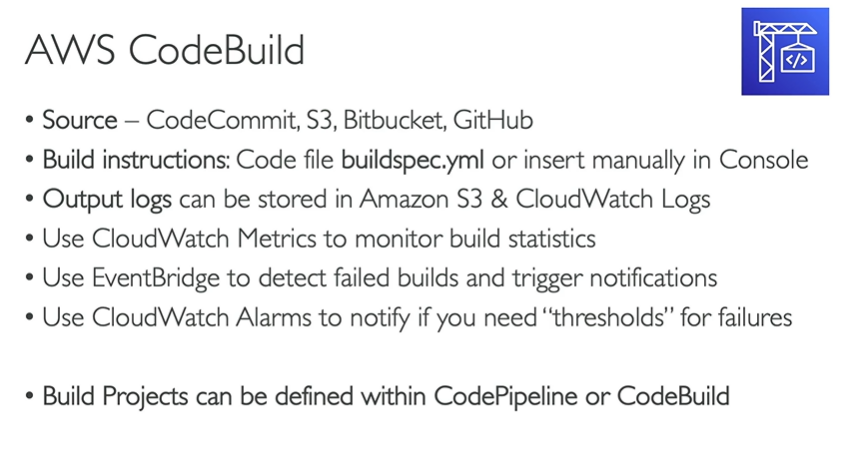 AWS CodeBuild
</>
• Source – CodeCommit, S3, Bitbucket, GitHub
• Build instructions: Code file buildspec.yml or insert manually in Console
• Output logs can be stored in Amazon S3 & CloudWatch Logs
• Use CloudWatch Metrics to monitor build statistics
• Use EventBridge to detect failed builds and trigger notifications
• Use CloudWatch Alarms to notify if you need “thresholds” for failures
• Build Projects can be defined within CodePipeline or CodeBuild